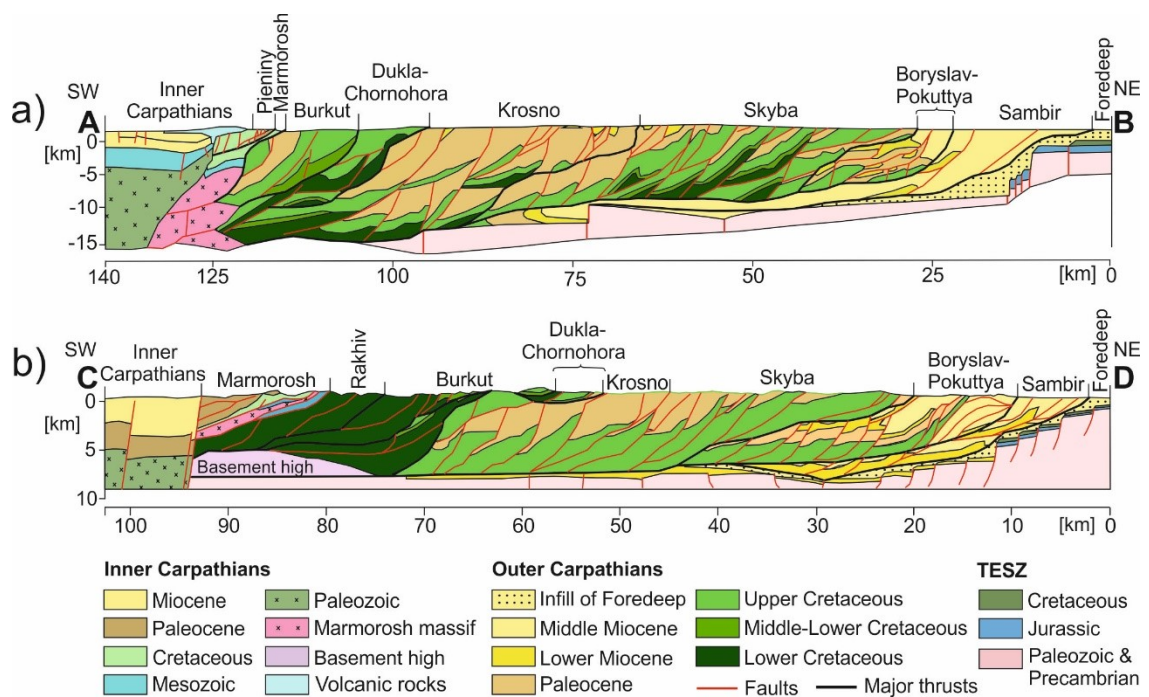 a)
SW
A
Inner
Carpathians
Pieniny
Marmorosh
Burkut
Dukla-
Chornohora
Krosno
Skyba
Boryslav-
Pokuttya
Sambir
Foredeep
NE
B
[km]
0
-5
-10
-15
140 125 100 75 50 25 [km] 0
b)
SW
C
Inner
Carpathians
Marmorosh
Rakhiv
Burkut
Dukla-
Chornohora
Krosno
Skyba
Boryslav-
Pokuttya
Sambir
Foredeep
NE
D
0
[km]
5
10
Basement high
100 90 80 70 60 50 40 30 20 10 [km] 0
Inner Carpathians
Miocene
Paleocene
Cretaceous
Mesozoic
Paleozoic
Marmorosh massif
Basement high
Volcanic rocks
Outer Carpathians
Infill of Foredeep
Middle Miocene
Lower Miocene
Paleocene
Upper Cretaceous
Middle-Lower Cretaceous
Lower Cretaceous
Faults
Major thrusts
TESZ
Cretaceous
Jurassic
Paleozoic &
Precambrian